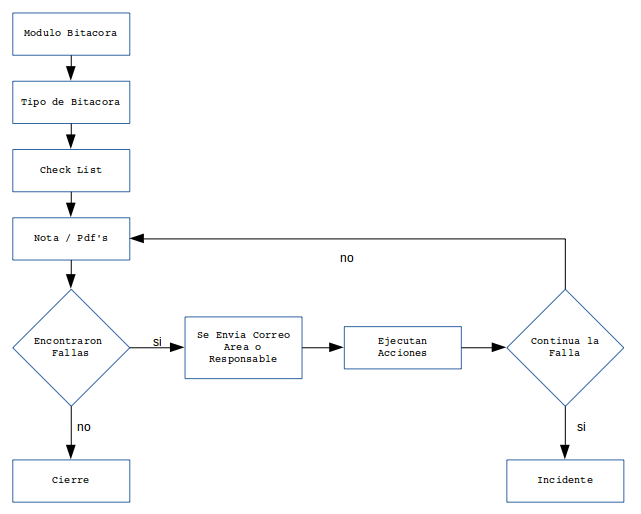 Modulo Bitacora
Tipo de Bitacora
Check List
Nota / Pdf's
no
Encontraron
Fallas
si
Se Envia Correo
Area o
Responsable
Ejecutan
Acciones
Continua la
Falla
no
si
Cierre
Incidente